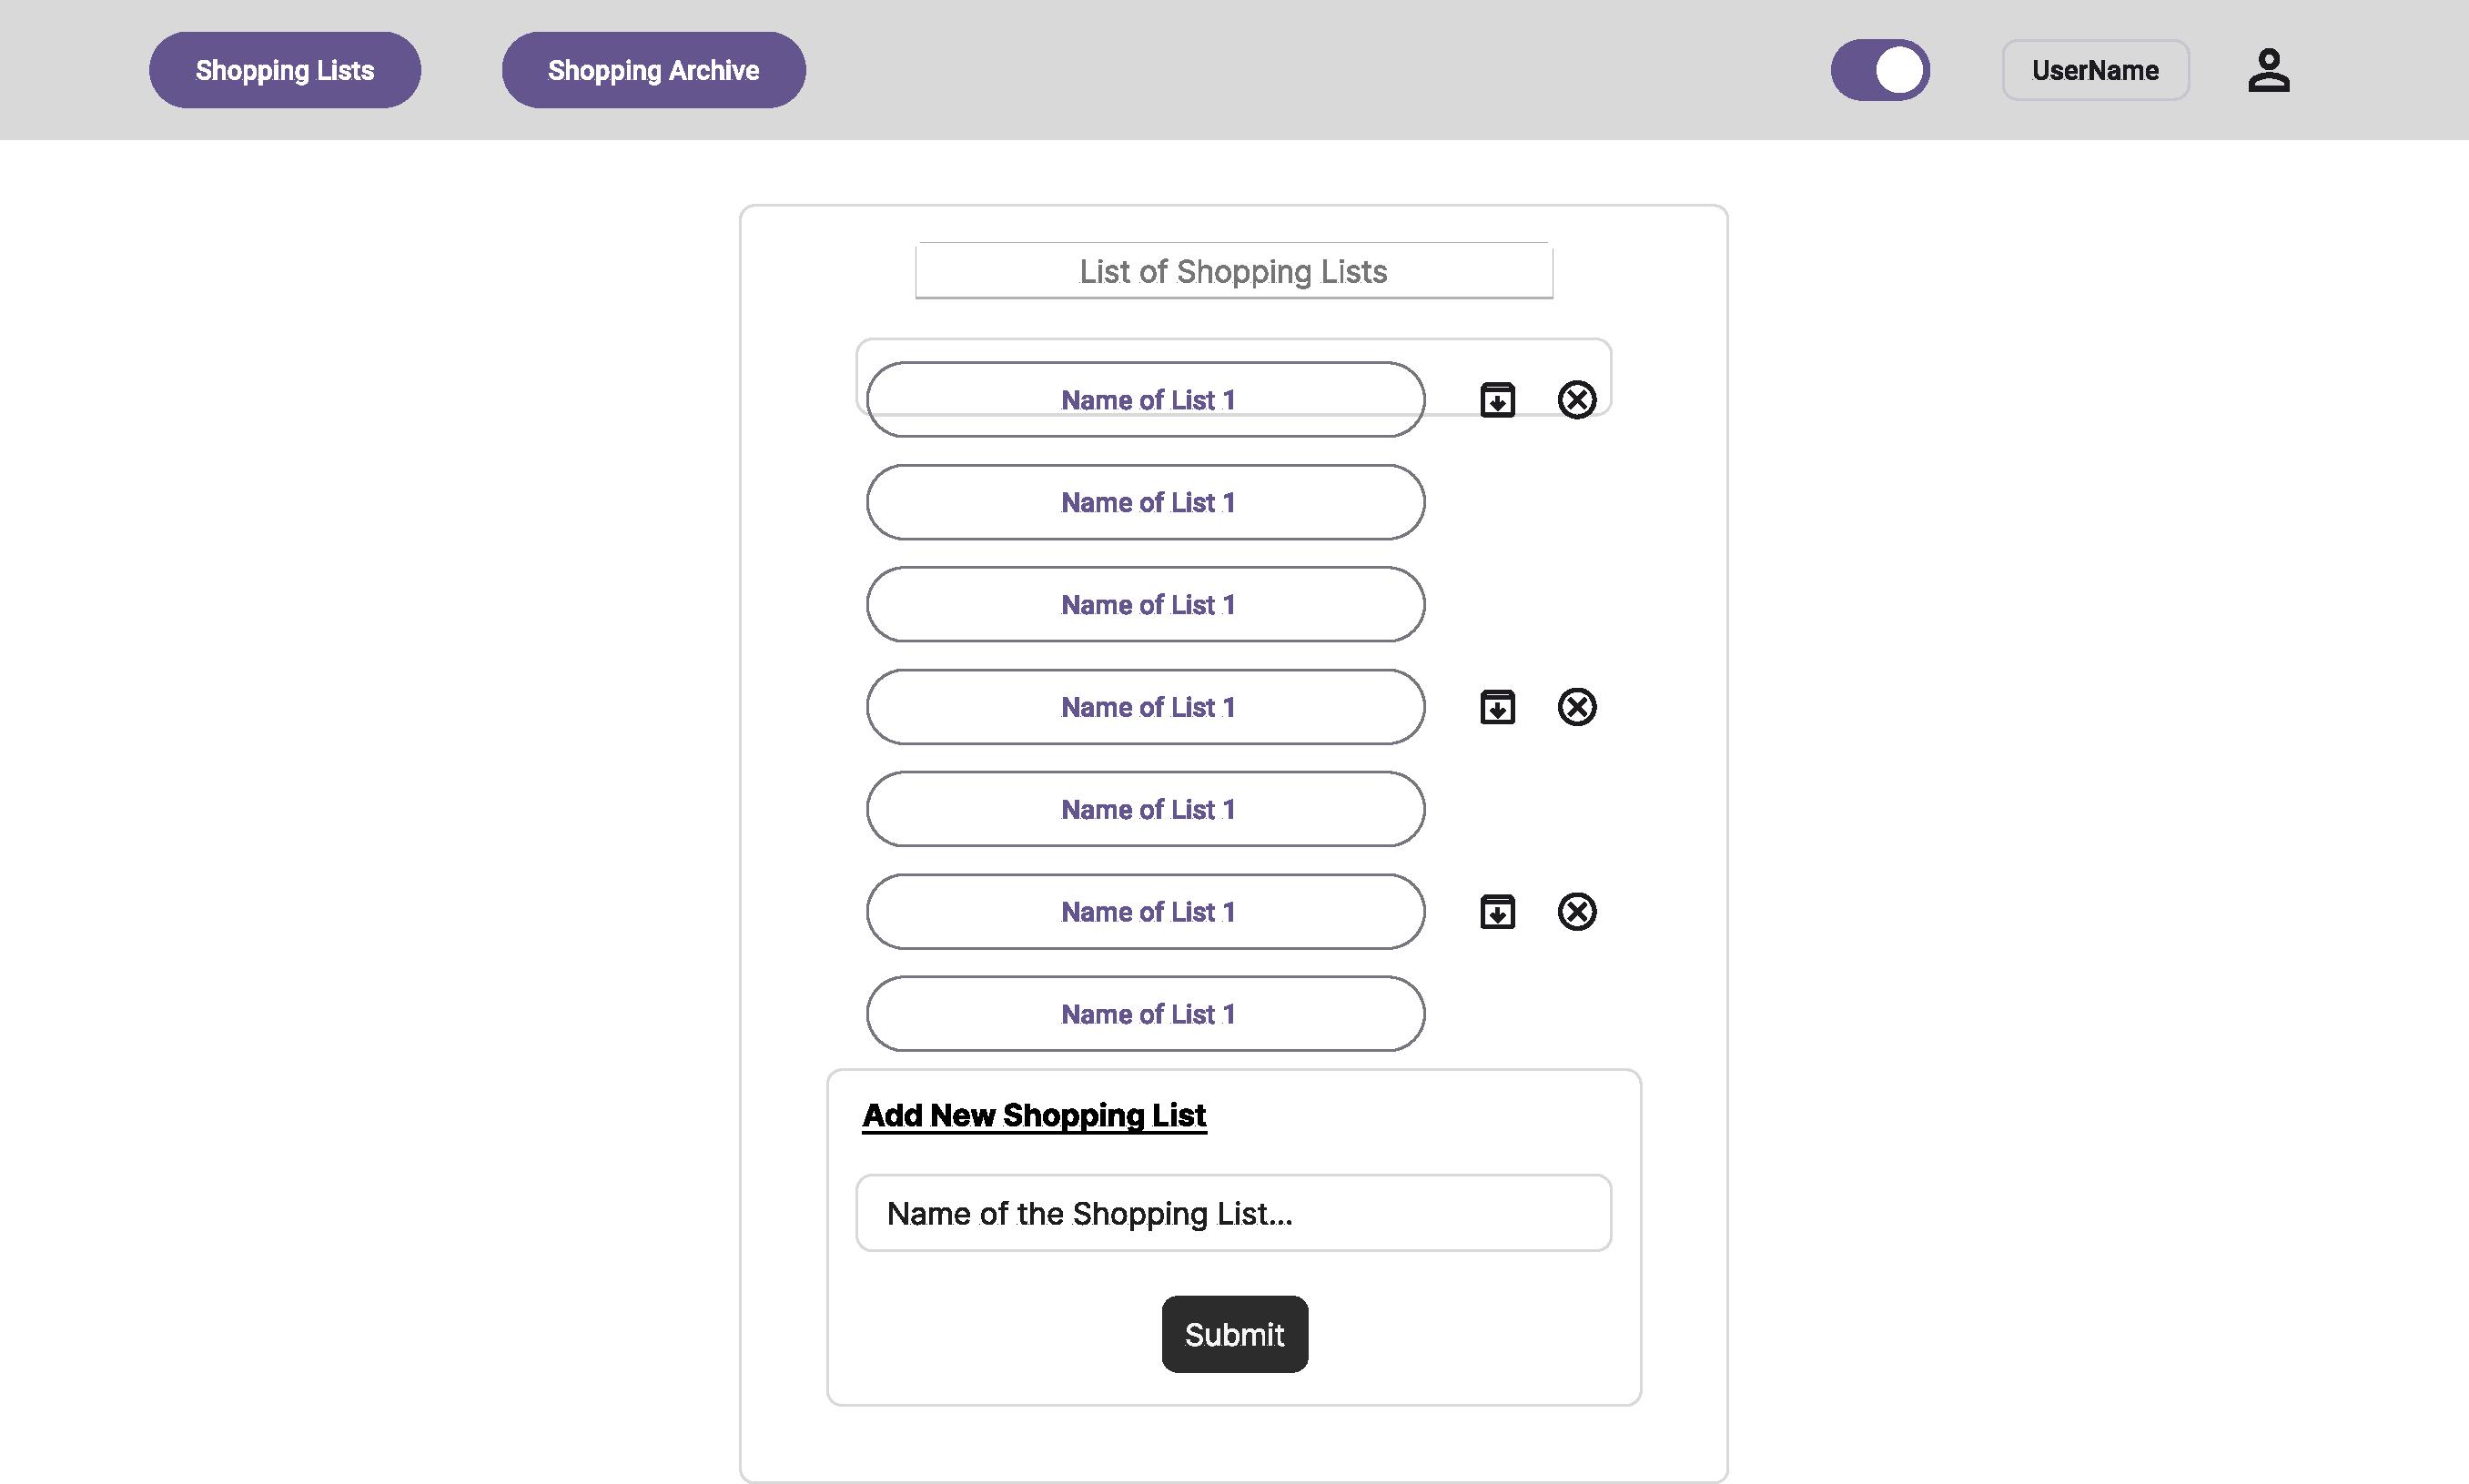 Shopping Lists
Shopping Archive
UserName
List of Shopping Lists
Name of List 1
Name of List 1
Name of List 1
Name of List 1
Name of List 1
Name of List 1
Name of List 1
Add New Shopping List
Name of the Shopping List...
Submit